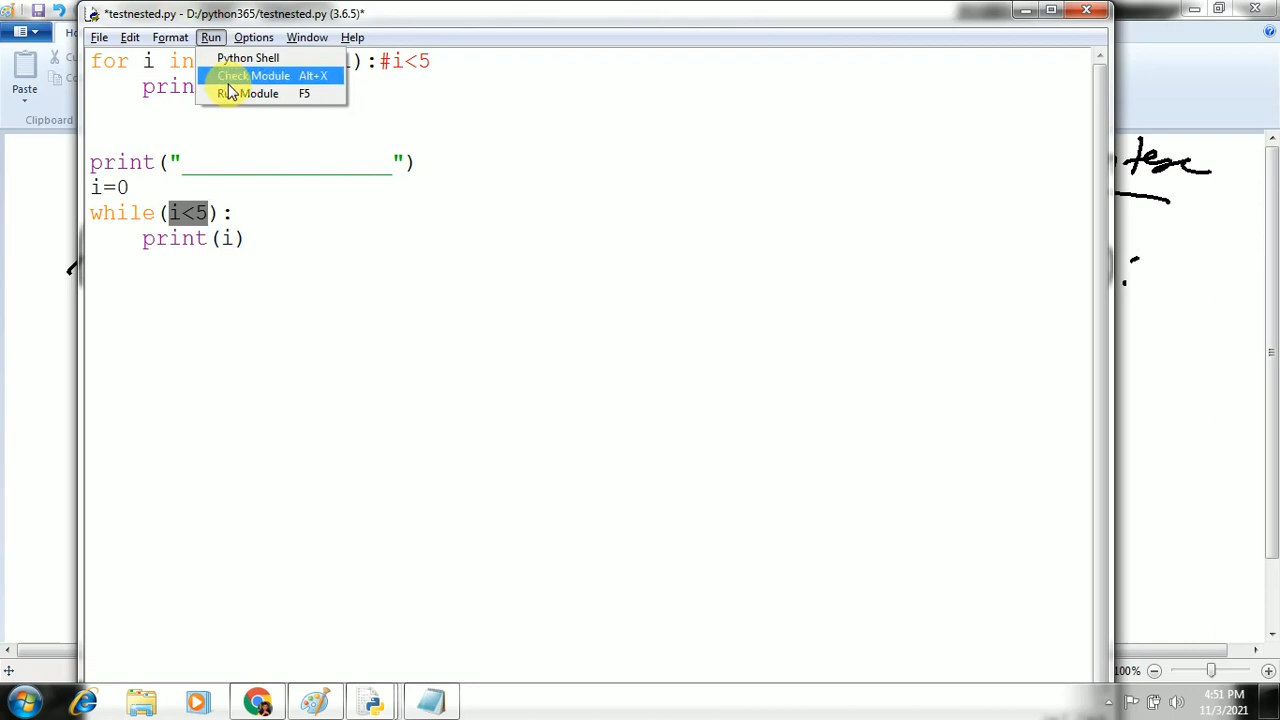 *testnested.py - D:/python365/testnested.py (3.6.5)*
File Edit Format Run Options Window Help
Python Shell
Check Module Alt+X
Run Module F5
for i in ):#i<5
prin
print("________________")
i=0
while(i<5):
print(i)
Paste
Clipboard
100%
4:51 PM
11/3/2021